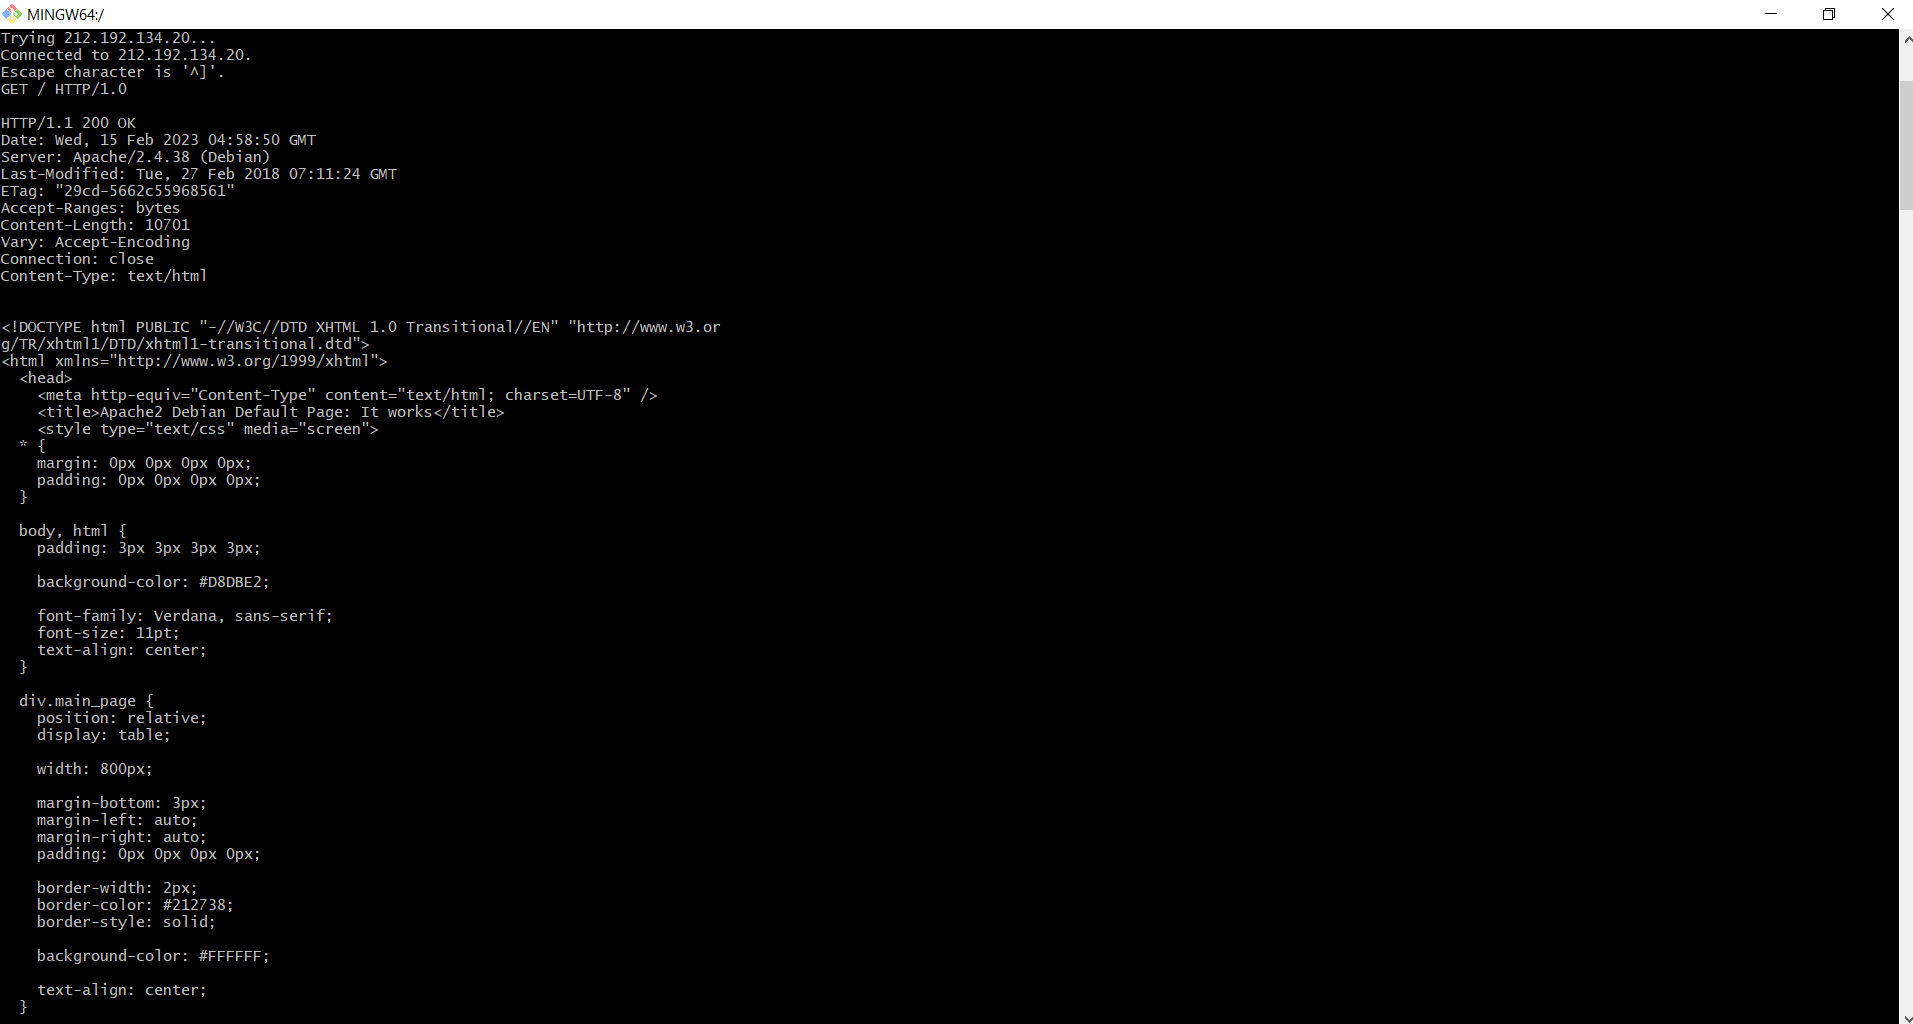 MINGW64:/
Trying 212.192.134.20...
Connected to 212.192.134.20.
Escape character is '^]'.
GET / HTTP/1.0

HTTP/1.1 200 OK
Date: Wed, 15 Feb 2023 04:58:50 GMT
Server: Apache/2.4.38 (Debian)
Last-Modified: Tue, 27 Feb 2018 07:11:24 GMT
ETag: "29cd-5662c55968561"
Accept-Ranges: bytes
Content-Length: 10701
Vary: Accept-Encoding
Connection: close
Content-Type: text/html


<!DOCTYPE html PUBLIC "-//W3C//DTD XHTML 1.0 Transitional//EN" "http://www.w3.or
g/TR/xhtml1/DTD/xhtml1-transitional.dtd">
<html xmlns="http://www.w3.org/1999/xhtml">
  <head>
    <meta http-equiv="Content-Type" content="text/html; charset=UTF-8" />
    <title>Apache2 Debian Default Page: It works</title>
    <style type="text/css" media="screen">
  * {
    margin: 0px 0px 0px 0px;
    padding: 0px 0px 0px 0px;
  }

  body, html {
    padding: 3px 3px 3px 3px;

    background-color: #D8DBE2;

    font-family: Verdana, sans-serif;
    font-size: 11pt;
    text-align: center;
  }

  div.main_page {
    position: relative;
    display: table;

    width: 800px;

    margin-bottom: 3px;
    margin-left: auto;
    margin-right: auto;
    padding: 0px 0px 0px 0px;

    border-width: 2px;
    border-color: #212738;
    border-style: solid;

    background-color: #FFFFFF;

    text-align: center;
  }